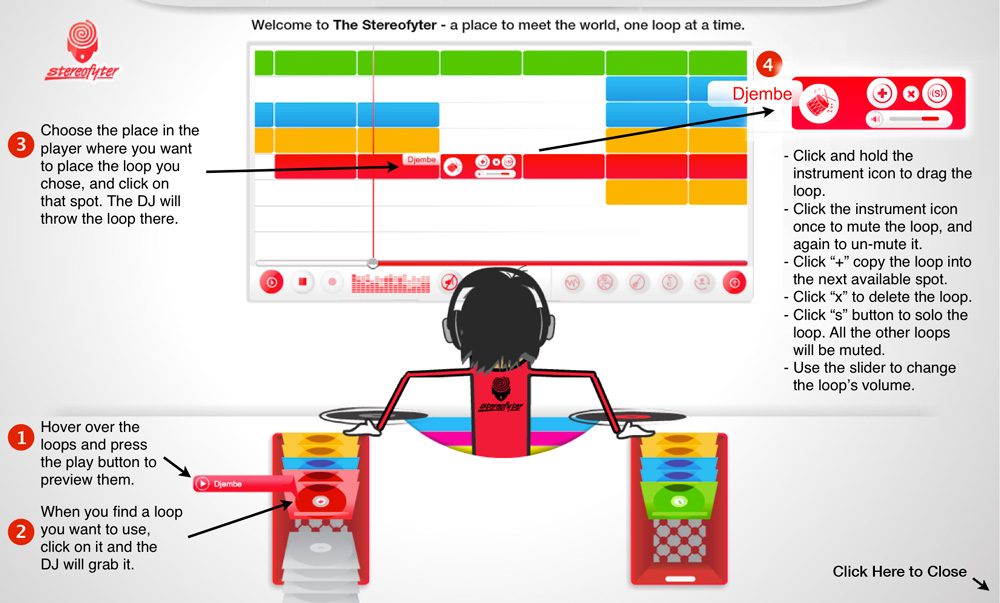 Welcome to The Stereofyter - a place to meet the world, one loop at a time.
stereofyter
4
Djembe
(S)
3
Choose the place in the
player where you want
to place the loop you
chose, and click on
that spot. The DJ will
throw the loop there.
Djembe
- Click and hold the
instrument icon to drag the
loop.
- Click the instrument icon
once to mute the loop, and
again to un-mute it.
- Click “+” copy the loop into
the next available spot.
- Click “x” to delete the loop.
- Click “s” button to solo the
loop. All the other loops
will be muted.
- Use the slider to change
the loop’s volume.
stereofyter
1
Hover over the
loops and press
the play button to
preview them.
Djembe
2
When you find a loop
you want to use,
click on it and the
DJ will grab it.
Click Here to Close